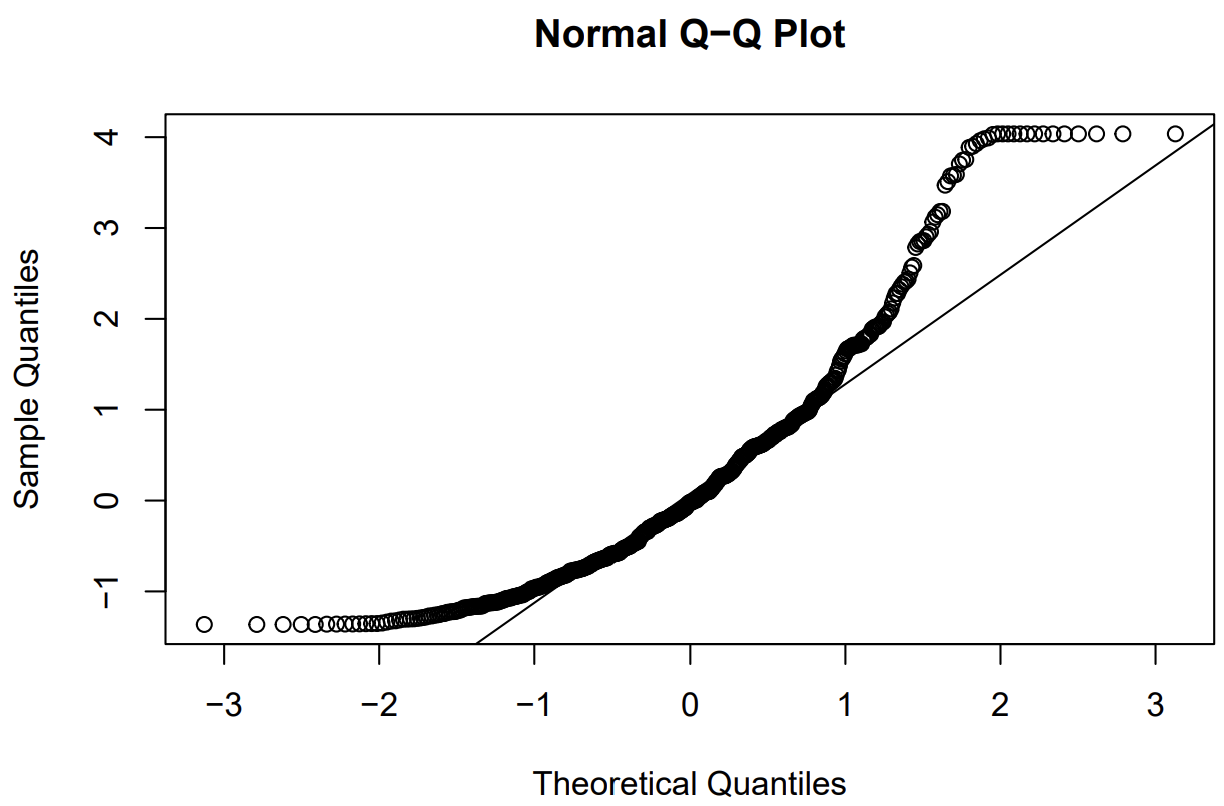 Normal Q−Q Plot
4
3
2
1
0
−1
Sample Quantiles
−3 −2 −1 0 1 2 3
Theoretical Quantiles